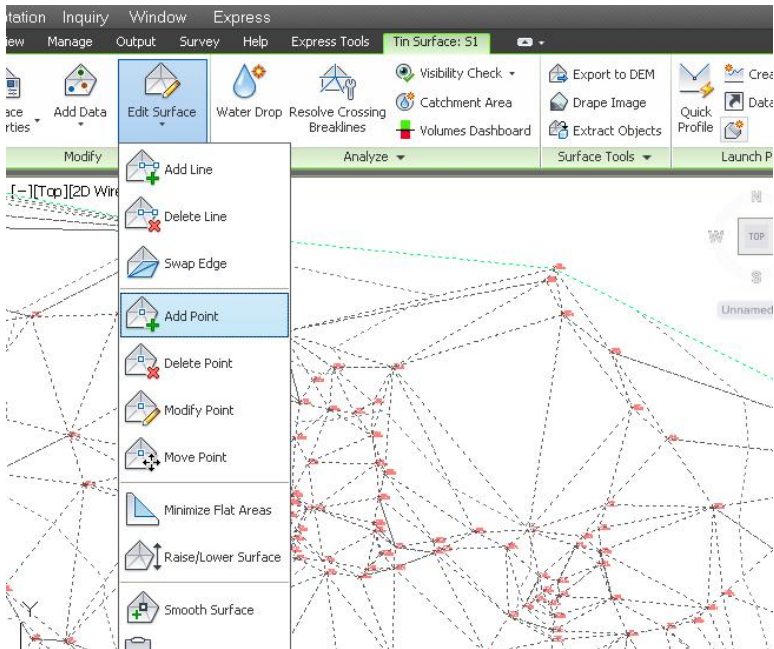 Inquiry Window Express
Manage Output Survey Help Express Tools Tin Surface: S1
Add Data
Edit Surface
Water Drop
Resolve Crossing
Breaklines
Visibility Check
Catchment Area
Volumes Dashboard
Export to DEM
Drape Image
Extract Objects
Quick
Profile
Modify
Analyze
Surface Tools
Launch P
[-][Top][2D Wire
Add Line
Delete Line
Swap Edge
Add Point
Delete Point
Modify Point
Move Point
Minimize Flat Areas
Raise/Lower Surface
Smooth Surface
N
W
TOP
S
Unnamed
Y